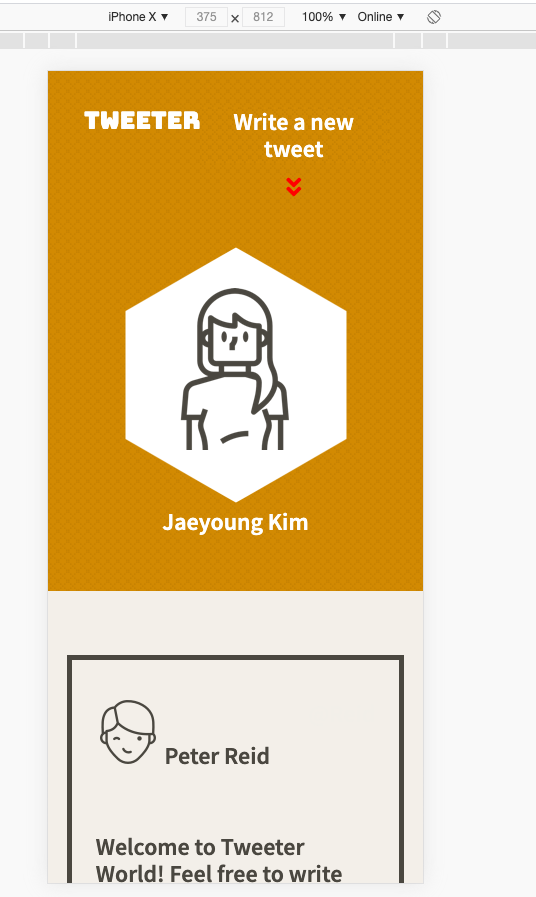 iPhone X ▼ 375 × 812 100% ▼ Online ▼
TWEETER
Write a new
tweet
Jaeyoung Kim
Peter Reid
Welcome to Tweeter
World! Feel free to write